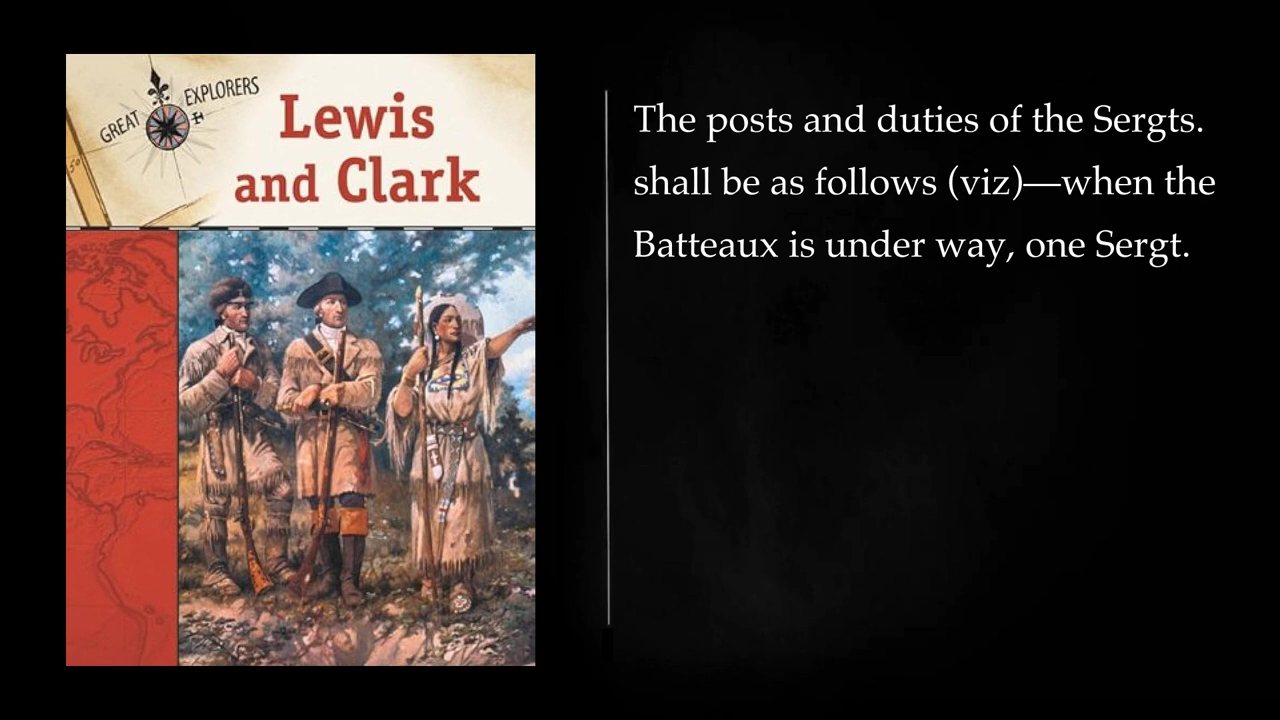 GREAT EXPLORERS
Lewis
and Clark
50
The posts and duties of the Sergts.
shall be as follows (viz)—when the
Batteaux is under way, one Sergt.